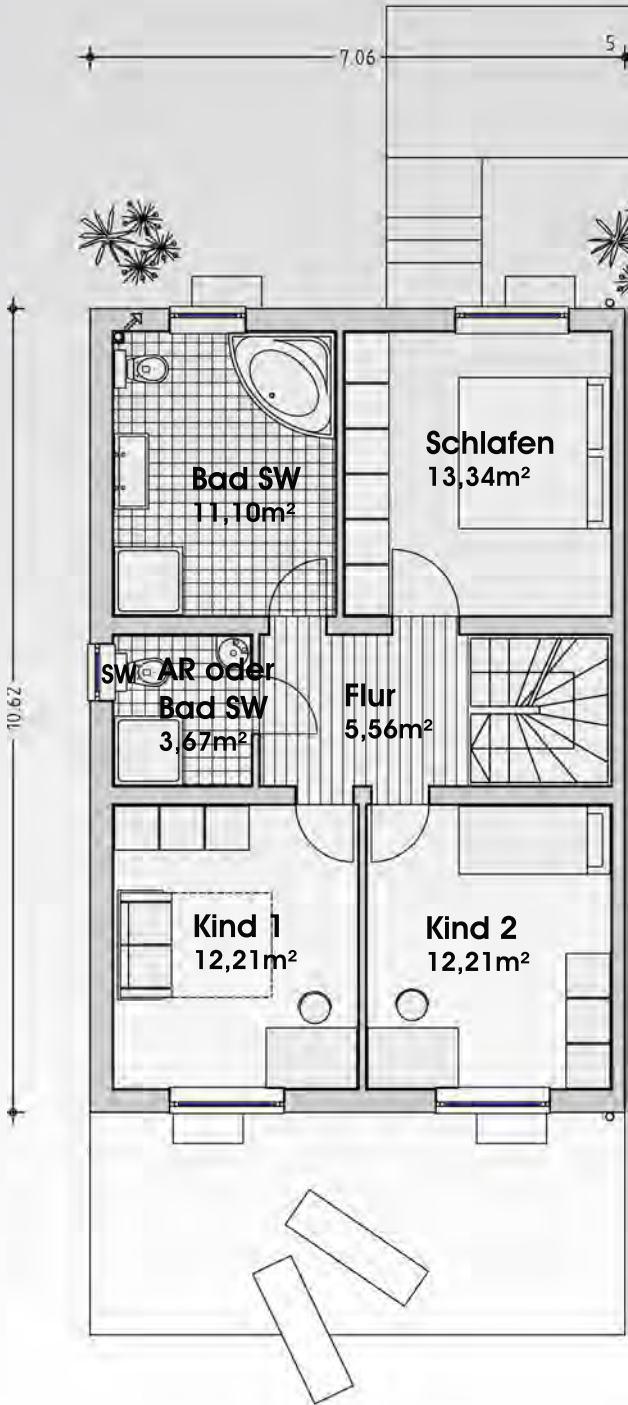 7.06
5
Schlafen
13,34m²
Bad SW
11,10m²
SW
AR oder
Bad SW
3,67m²
Flur
5,56m²
10.62
Kind 1
12,21m²
Kind 2
12,21m²